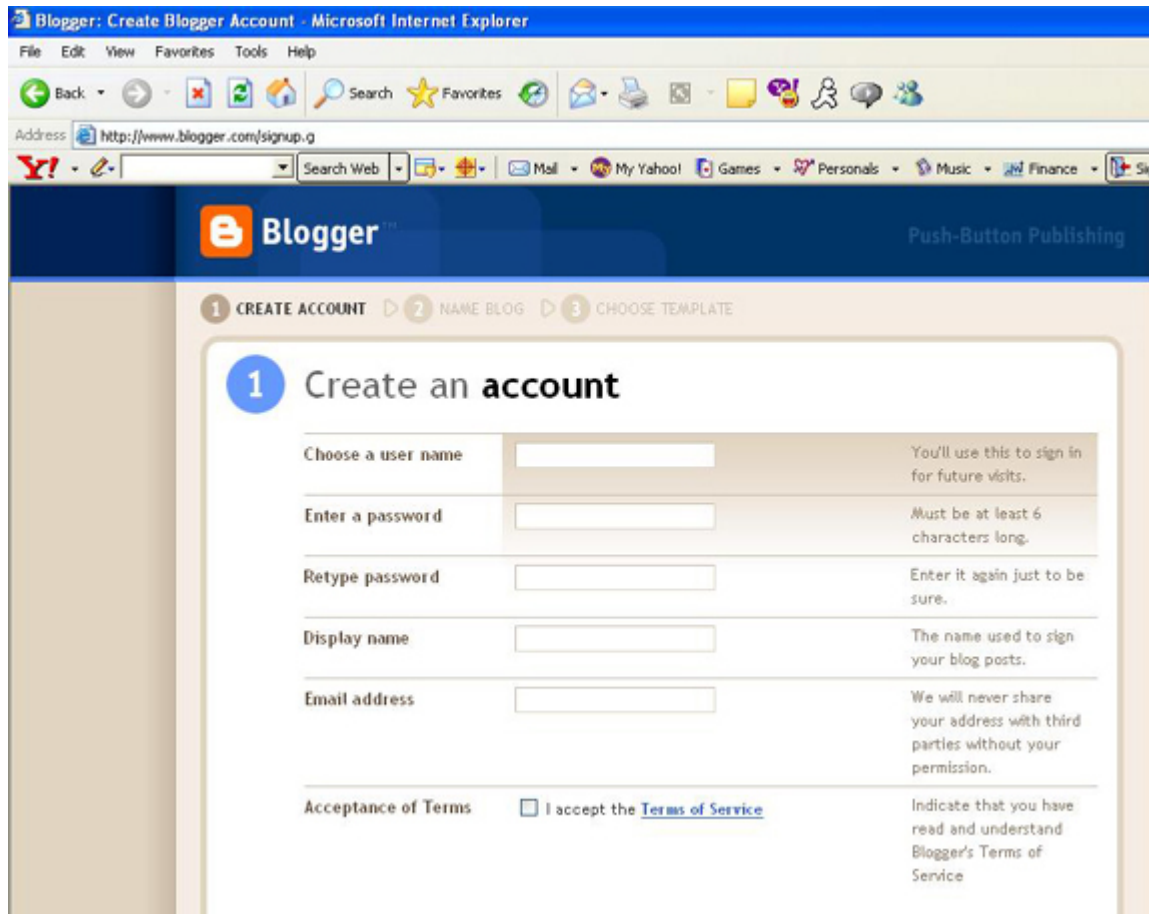 Blogger: Create Blogger Account - Microsoft Internet Explorer
File Edit View Favorites Tools Help
Back Search Favorites
Address http://www.blogger.com/signup.g
Y! Search Web Mail My Yahoo! Games Personals Music Finance
Blogger™ Push-Button Publishing
1 CREATE ACCOUNT 2 NAME BLOG 3 CHOOSE TEMPLATE
1 Create an account
Choose a user name You'll use this to sign in
for future visits.
Enter a password Must be at least 6
characters long.
Retype password Enter it again just to be
sure.
Display name The name used to sign
your blog posts.
Email address We will never share
your address with third
parties without your
permission.
Acceptance of Terms I accept the Terms of Service Indicate that you have
read and understand
Blogger's Terms of
Service